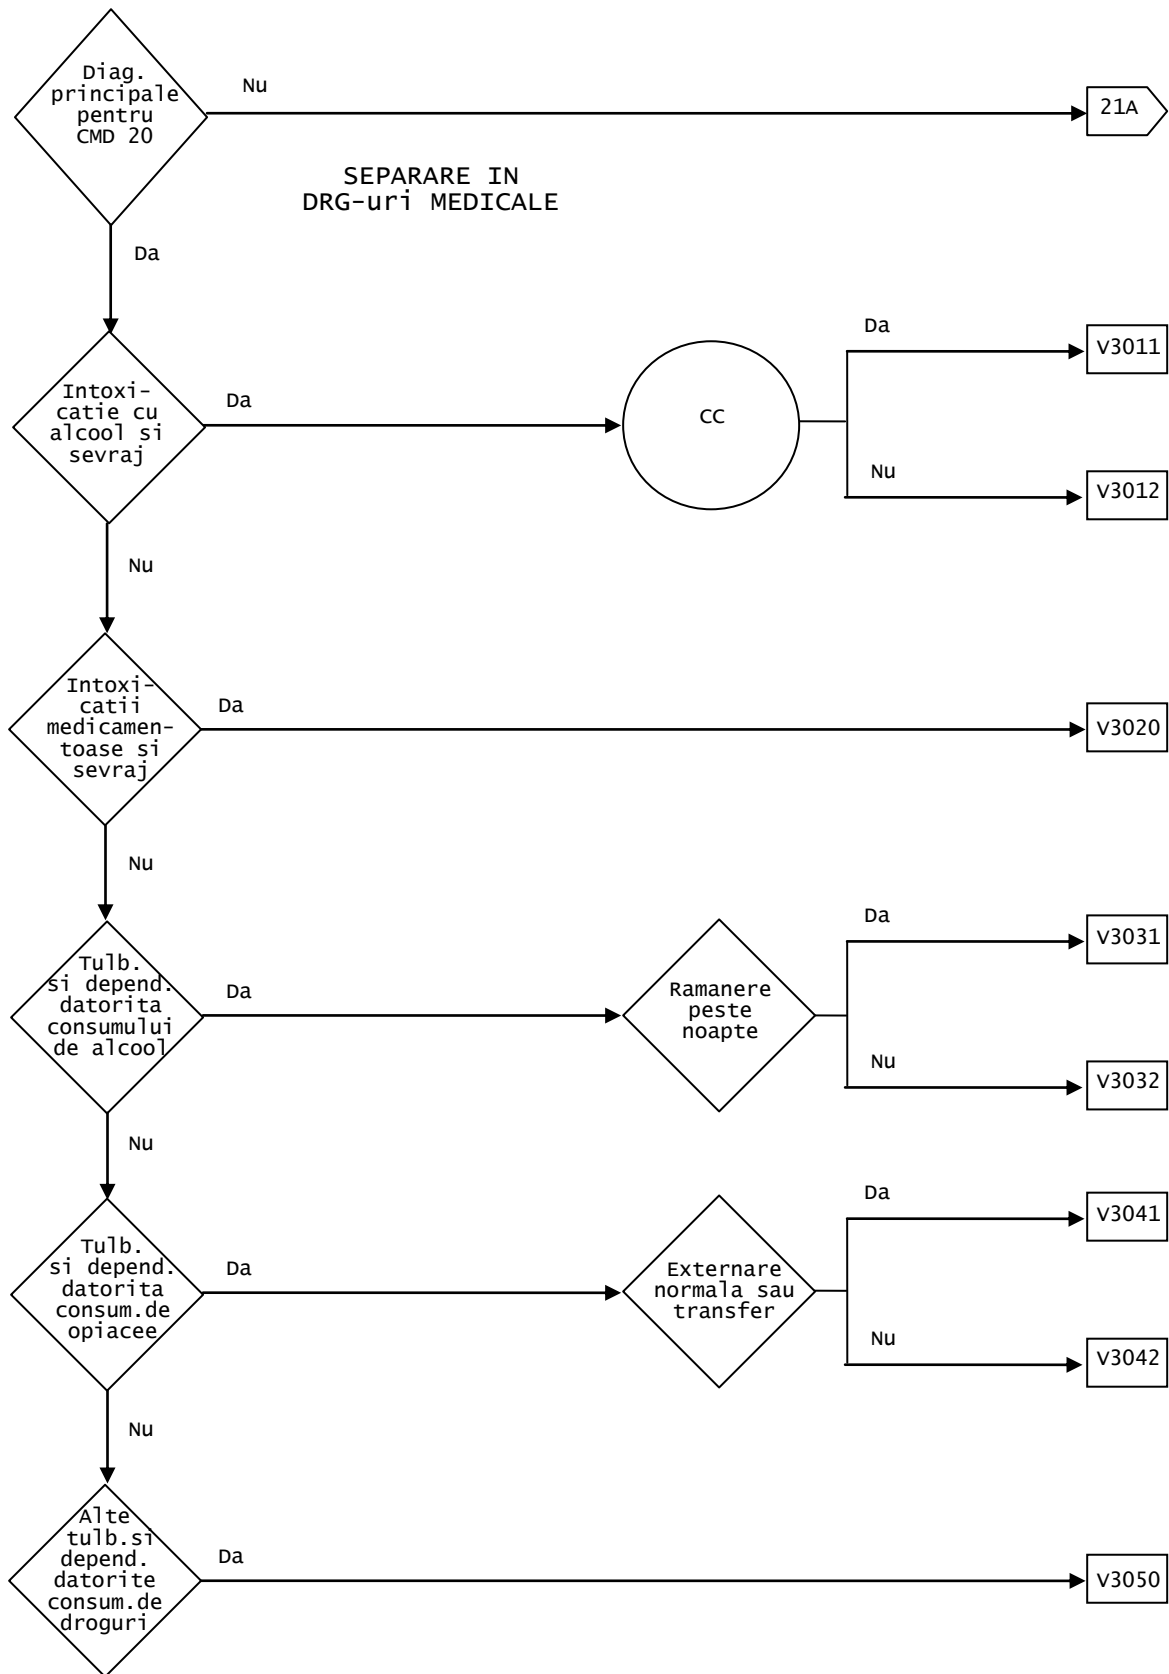 Diag.
principale
pentru
CMD 20
Nu
21A
SEPARARE IN
DRG-uri MEDICALE
Da
Intoxi-
catie cu
alcool si
sevraj
Da
CC
Da
V3011
Nu
V3012
Nu
Intoxi-
catii
medicamen-
toase si
sevraj
Da
V3020
Nu
Tulb.
si depend.
datorita
consumului
de alcool
Da
Ramanere
peste
noapte
Da
V3031
Nu
V3032
Nu
Tulb.
si depend.
datorita
consum.de
opiacee
Da
Externare
normala sau
transfer
Da
V3041
Nu
V3042
Nu
Alte
tulb.si
depend.
datorite
consum.de
droguri
Da
V3050